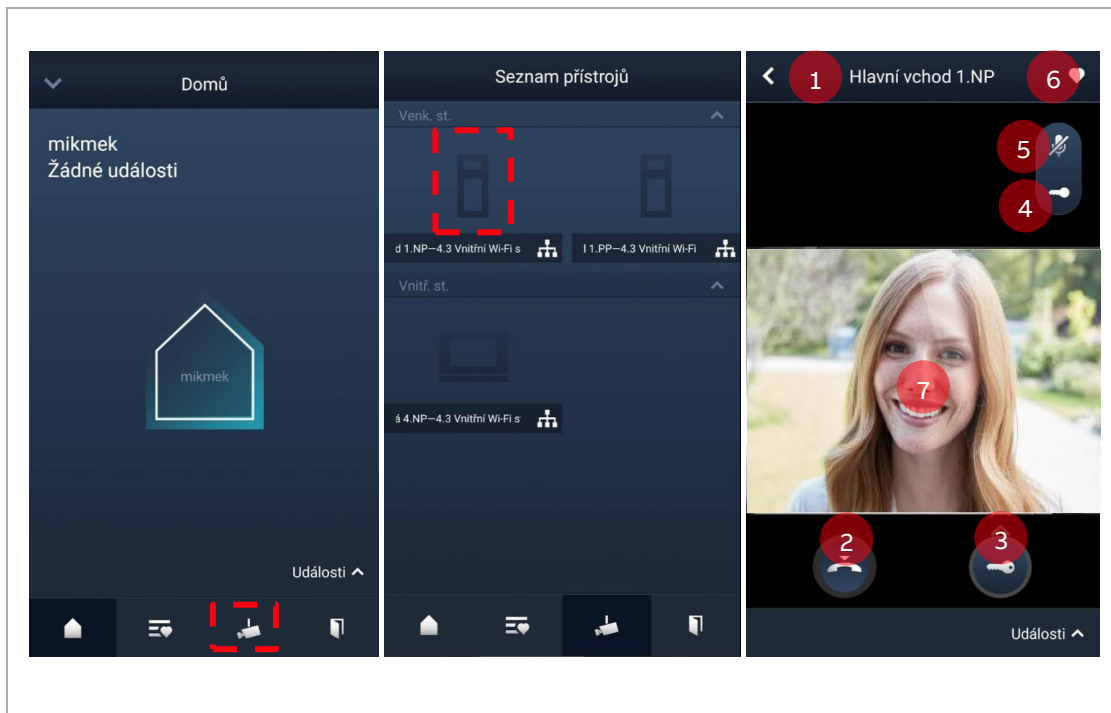 Domů
mikmek
Žádné události
mikmek
Události
Seznam přístrojů
Venk. st.
d 1.NP–4.3 Vnitřní Wi-Fi s
l 1.PP–4.3 Vnitřní Wi-Fi
Vnitř. st.
á 4.NP–4.3 Vnitřní Wi-Fi s
1
Hlavní vchod 1.NP
6
5
4
7
2
3
Události